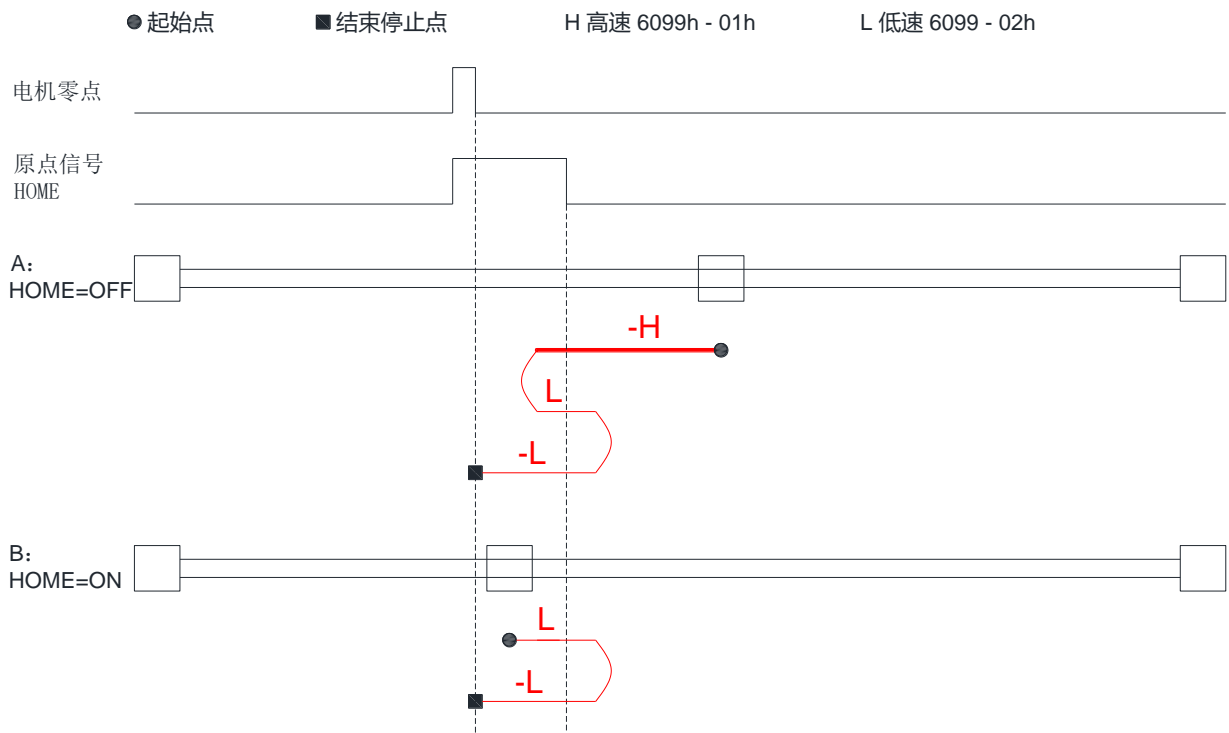 起始点 结束停止点 H 高速 6099h - 01h L 低速 6099 - 02h
电机零点
原点信号
HOME
A:
HOME=OFF
-H
L
-L
B:
HOME=ON
L
-L